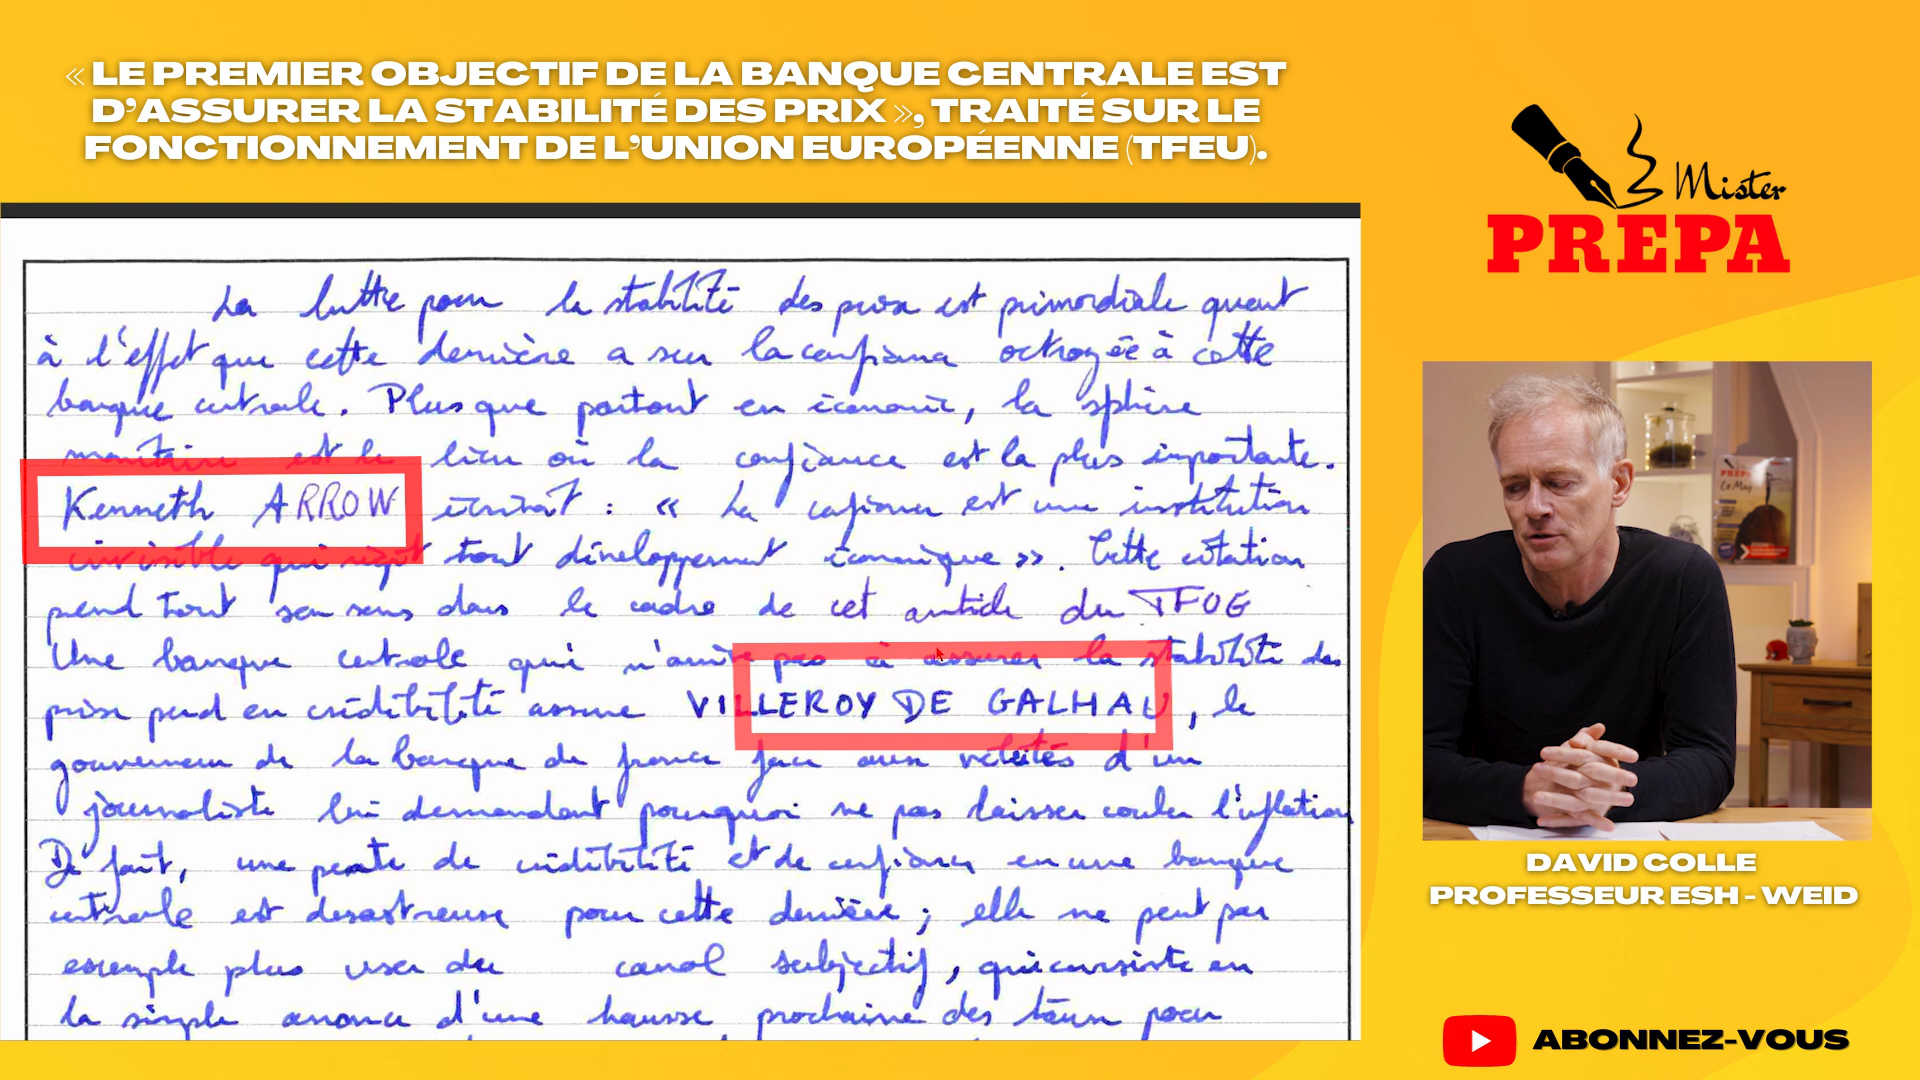 « LE PREMIER OBJECTIF DE LA BANQUE CENTRALE EST
D’ASSURER LA STABILITÉ DES PRIX », TRAITÉ SUR LE
FONCTIONNEMENT DE L’UNION EUROPÉENNE (TFEU).
La lutte pour la stabilité des prix est primordiale quant
à l'effet que cette dernière a sur la confiance octroyée à cette
banque centrale. Plus que partout en économie, la sphère
monétaire est le lieu où la confiance est la plus importante.
Kenneth ARROW écrivait : « La confiance est une institution
invisible qui régit tout développement économique ». Cette citation
prend tout son sens dans le cadre de cet article du TFUE
Une banque centrale qui n'arrive pas à assurer la stabilité des
prix perd en crédibilité assure VILLEROY DE GALHAU, le
gouverneur de la banque de france face aux velléités d'un
journaliste lui demandant pourquoi ne pas laisser couler l'inflation
De fait, une perte de crédibilité et de confiance en une banque
centrale est desastreuse pour cette dernière ; elle ne peut par
exemple plus user du canal subjectif, qui consiste en
la simple annonce d'une hausse prochaine des taux pour
Mister
PREPA
PREPA
Le Mag
DAVID COLLE
PROFESSEUR ESH - WEID
ABONNEZ-VOUS